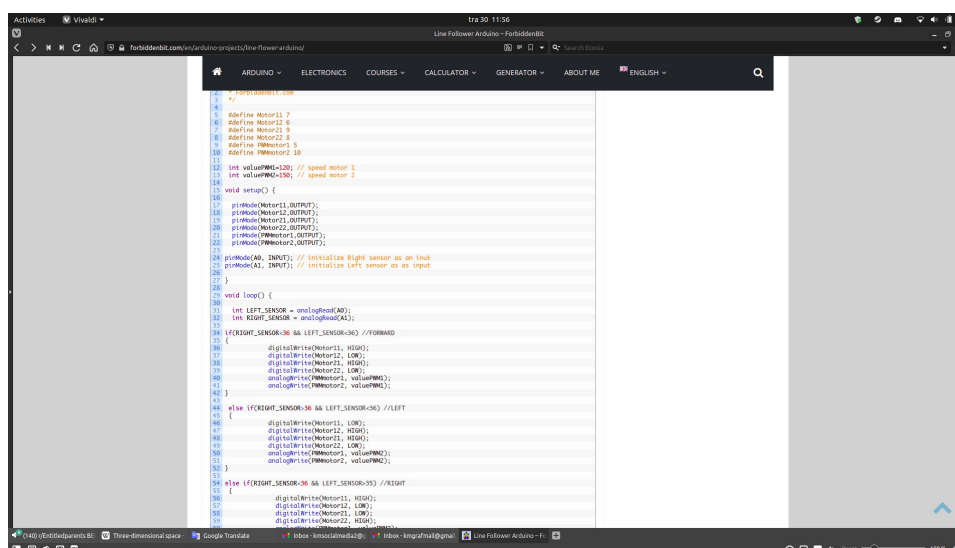 Activities Vivaldi tra 30 11:56
Line Follower Arduino – ForbiddenBit
forbiddenbit.com/en/arduino-projects/line-flower-arduino/ Search Ecosia
ARDUINO ELECTRONICS COURSES CALCULATOR GENERATOR ABOUT ME ENGLISH
2 * Forbiddenbit.com
3 */
4
5 #define Motor11 7
6 #define Motor12 6
7 #define Motor21 9
8 #define Motor22 8
9 #define PWMmotor1 5
10 #define PWMmotor2 10
11
12 int valuePWM1=120; // speed motor 1
13 int valuePWM2=150; // speed motor 2
14
15 void setup() {
16
17 pinMode(Motor11,OUTPUT);
18 pinMode(Motor12,OUTPUT);
19 pinMode(Motor21,OUTPUT);
20 pinMode(Motor22,OUTPUT);
21 pinMode(PWMmotor1,OUTPUT);
22 pinMode(PWMmotor2,OUTPUT);
23
24 pinMode(A0, INPUT); // initialize Right sensor as an inut
25 pinMode(A1, INPUT); // initialize Left sensor as as input
26
27 }
28
29 void loop() {
30
31 int LEFT_SENSOR = analogRead(A0);
32 int RIGHT_SENSOR = analogRead(A1);
33
34 if(RIGHT_SENSOR<36 && LEFT_SENSOR<36) //FORWARD
35 {
36 digitalWrite(Motor11, HIGH);
37 digitalWrite(Motor12, LOW);
38 digitalWrite(Motor21, HIGH);
39 digitalWrite(Motor22, LOW);
40 analogWrite(PWMmotor1, valuePWM1);
41 analogWrite(PWMmotor2, valuePWM1);
42 }
43
44 else if(RIGHT_SENSOR>36 && LEFT_SENSOR<36) //LEFT
45 {
46 digitalWrite(Motor11, LOW);
47 digitalWrite(Motor12, HIGH);
48 digitalWrite(Motor21, HIGH);
49 digitalWrite(Motor22, LOW);
50 analogWrite(PWMmotor1, valuePWM2);
51 analogWrite(PWMmotor2, valuePWM2);
52 }
53
54 else if(RIGHT_SENSOR<36 && LEFT_SENSOR>35) //RIGHT
55 {
56 digitalWrite(Motor11, HIGH);
57 digitalWrite(Motor12, LOW);
58 digitalWrite(Motor21, LOW);
59 digitalWrite(Motor22, HIGH);
(140) r/Entitledparents BE Three-dimensional space - Google Translate Inbox - kmsocialmedia2@g Inbox - kmgrafmail@gmail Line Follower Arduino – Fo